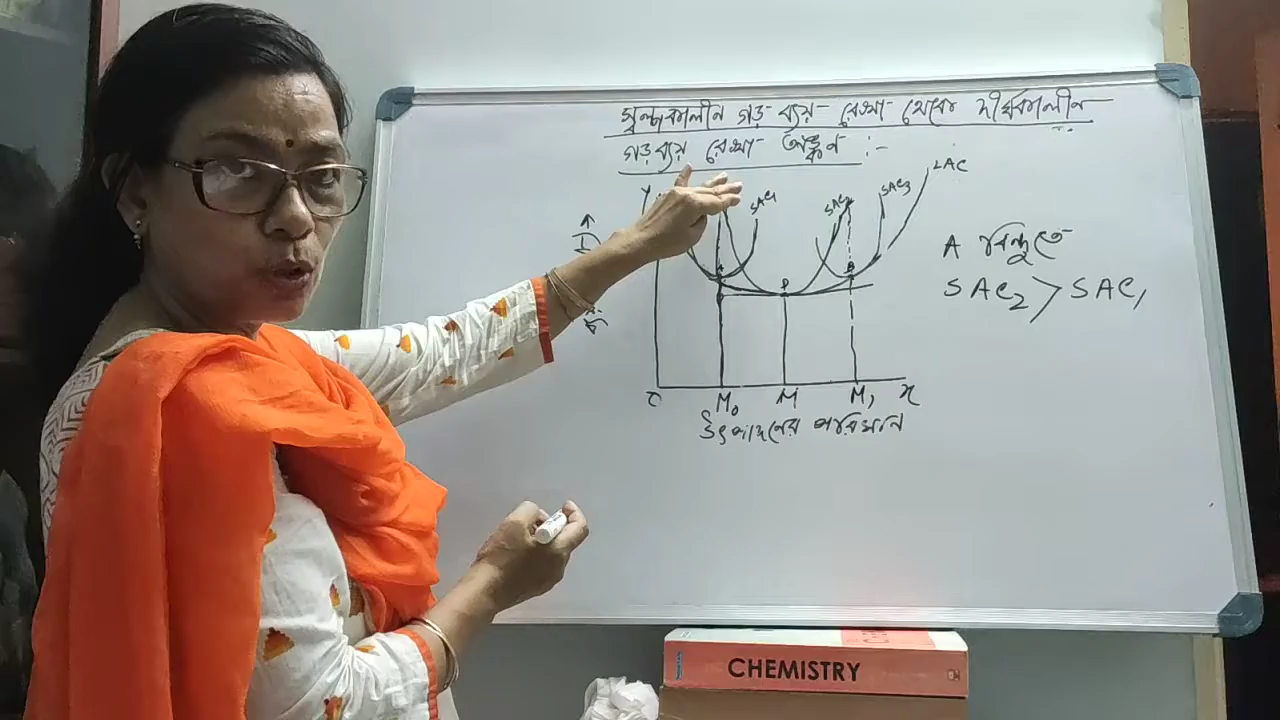 স্বল্পকালীন গড় ব্যয় রেখা থেকে দীর্ঘকালীন
গড়ব্যয় রেখা অঙ্কন :-
Y
SAC1
SAC2
SAC3
LAC
A
P
B
O M0 M M1 X
উৎপাদনের পরিমান
A বিন্দুতে
SAC2 > SAC1
CHEMISTRY